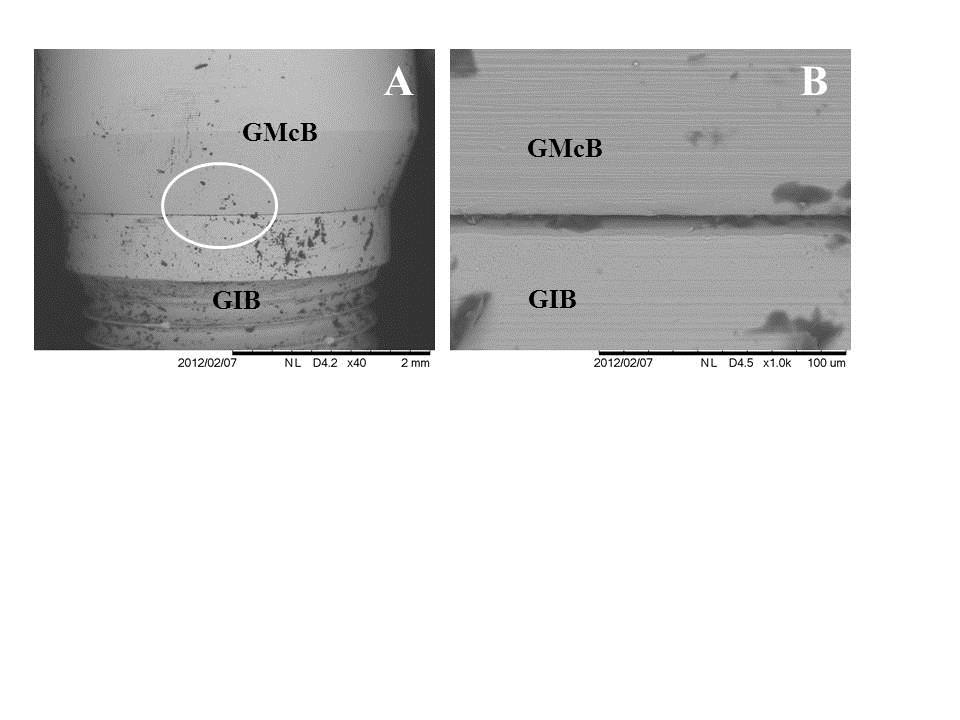 A
GMcB
GIB
2012/02/07 NL D4.2 x40 2 mm
B
GMcB
GIB
2012/02/07 NL D4.5 x1.0k 100 um